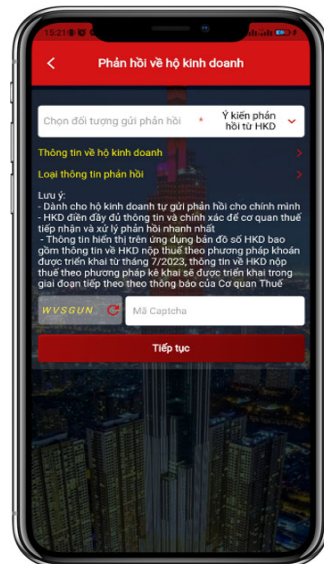 15:21
Phản hồi về hộ kinh doanh
Chọn đối tượng gửi phản hồi * Ý kiến phản
hồi từ HKD
Thông tin về hộ kinh doanh
Loại thông tin phản hồi
Lưu ý:
- Dành cho hộ kinh doanh tự gửi phản hồi cho chính mình
- HKD điền đầy đủ thông tin và chính xác để cơ quan thuế
tiếp nhận và xử lý phản hồi nhanh nhất
- Thông tin hiển thị trên ứng dụng bản đồ số HKD bao
gồm thông tin về HKD nộp thuế theo phương pháp khoán
được triển khai từ tháng 7/2023, thông tin về HKD nộp
thuế theo phương pháp kê khai sẽ được triển khai trong
giai đoạn tiếp theo theo thông báo của Cơ quan Thuế
WVSGUN Mã Captcha
Tiếp tục